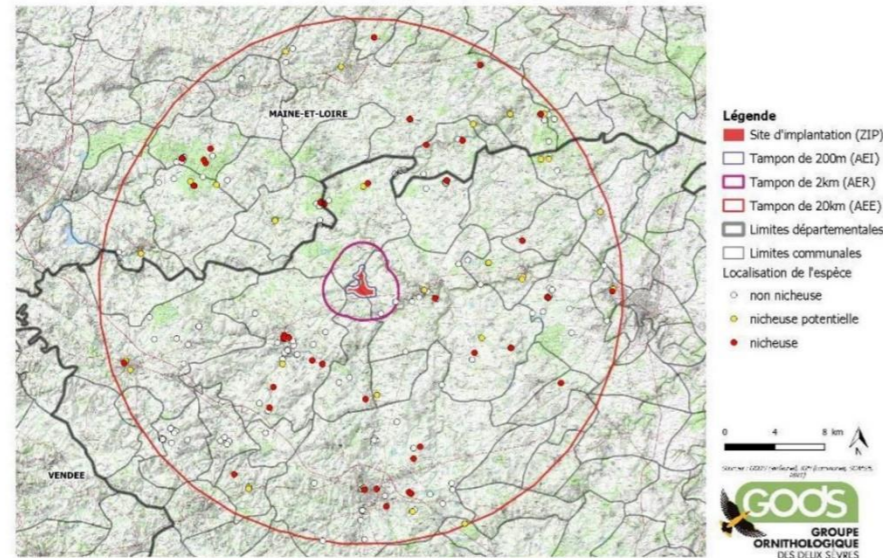 MAINE-ET-LOIRE
VENDEE
Légende
Site d'implantation (ZIP)
Tampon de 200m (AEI)
Tampon de 2km (AER)
Tampon de 20km (AEE)
Limites départementales
Limites communales
Localisation de l'espèce
non nicheuse
nicheuse potentielle
nicheuse
0 4 8 km
N
GODS
GROUPE
ORNITHOLOGIQUE
DES DEUX SÈVRES